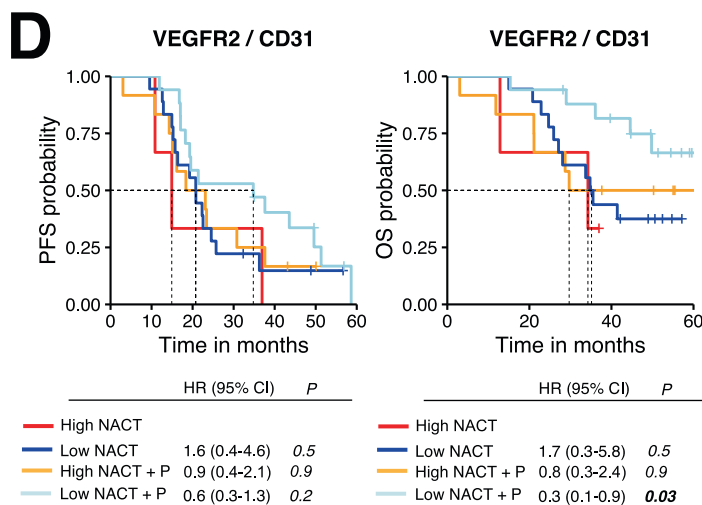 D
VEGFR2 / CD31
PFS probability
1.00
0.75
0.50
0.25
0.00
0 10 20 30 40 50 60
Time in months
HR (95% CI) P
High NACT
Low NACT 1.6 (0.4-4.6) 0.5
High NACT + P 0.9 (0.4-2.1) 0.9
Low NACT + P 0.6 (0.3-1.3) 0.2
VEGFR2 / CD31
OS probability
1.00
0.75
0.50
0.25
0.00
0 20 40 60
Time in months
HR (95% CI) P
High NACT
Low NACT 1.7 (0.3-5.8) 0.5
High NACT + P 0.8 (0.3-2.4) 0.9
Low NACT + P 0.3 (0.1-0.9) 0.03